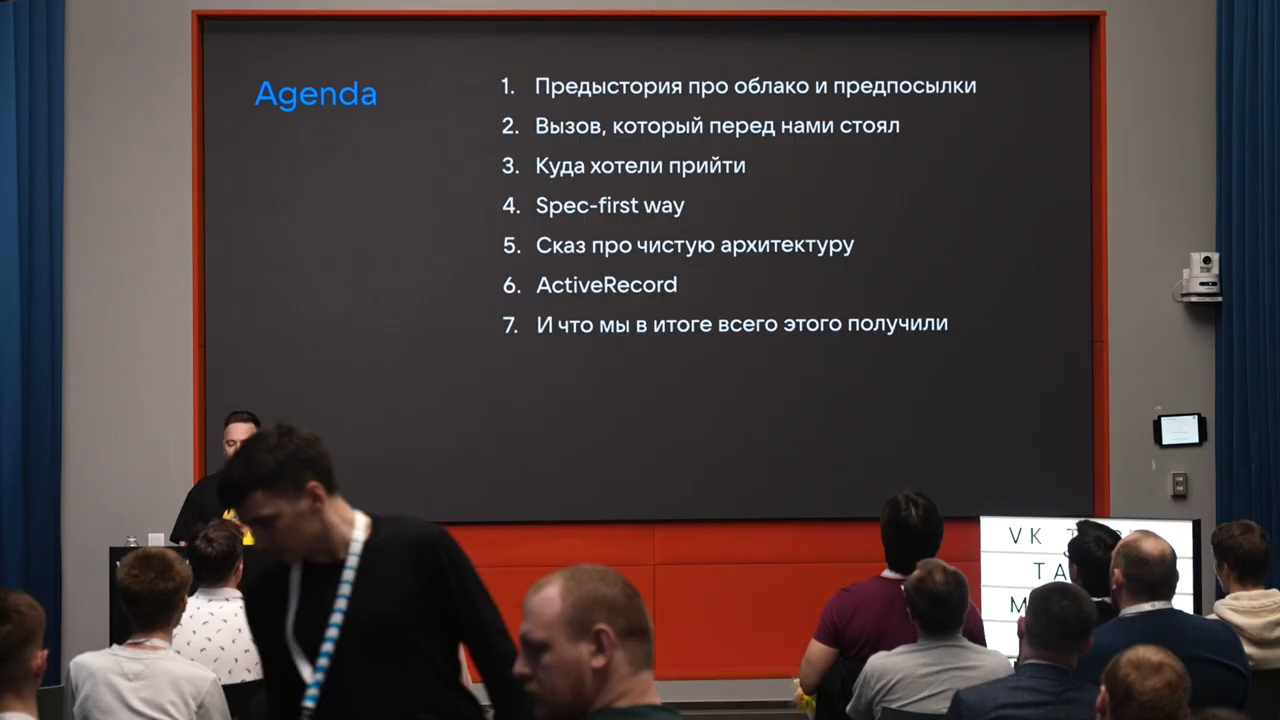 Agenda
1. Предыстория про облако и предпосылки
2. Вызов, который перед нами стоял
3. Куда хотели прийти
4. Spec-first way
5. Сказ про чистую архитектуру
6. ActiveRecord
7. И что мы в итоге всего этого получили
VK